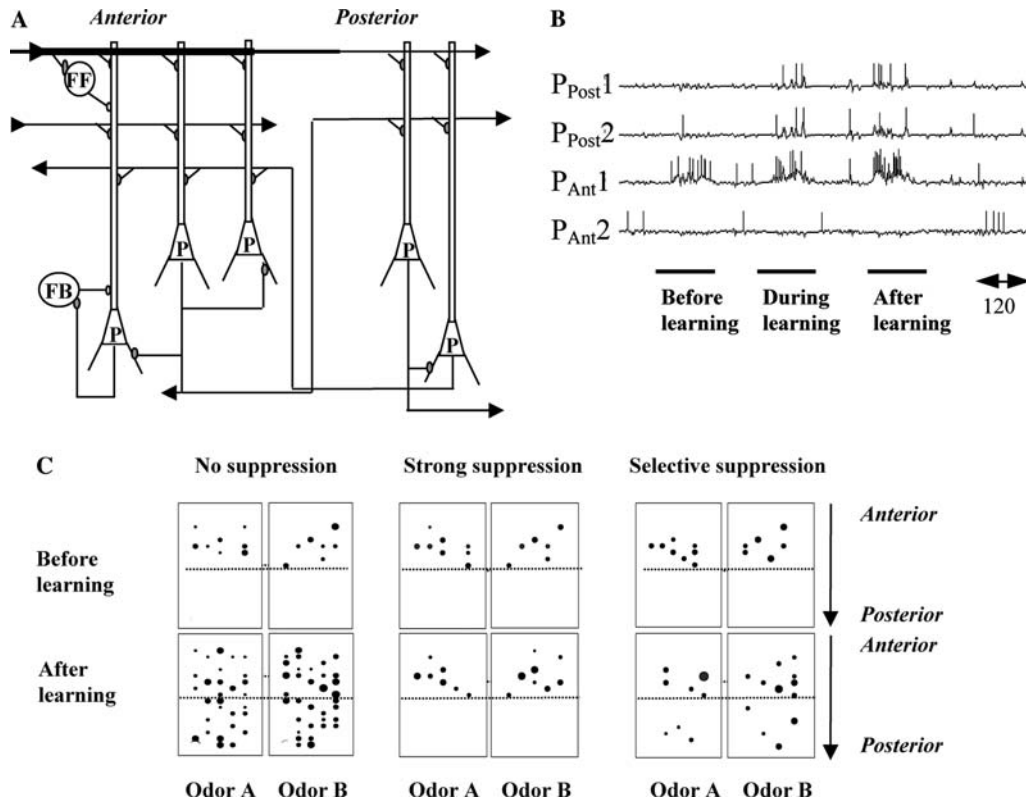 A Anterior Posterior
FF
P P
FB
P P
B
PPost1
PPost2
PAnt1
PAnt2
Before learning During learning After learning 120
C No suppression Strong suppression Selective suppression
Before learning
Anterior
Posterior
After learning
Anterior
Posterior
Odor A Odor B Odor A Odor B Odor A Odor B